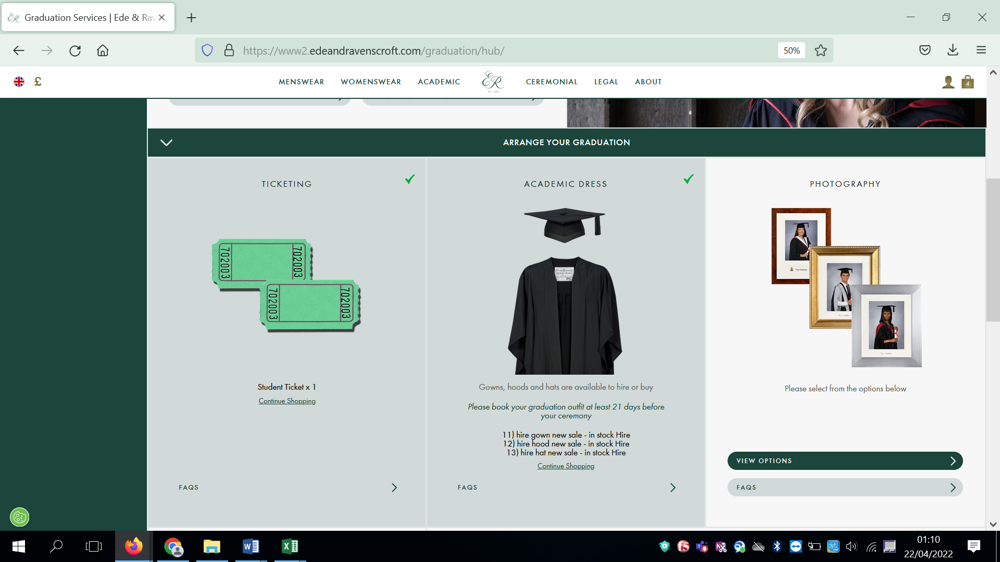 Graduation Services | Ede & Rav
https://www2.edeandravenscroft.com/graduation/hub/
50%
£
MENSWEAR
WOMENSWEAR
ACADEMIC
ER
CEREMONIAL
LEGAL
ABOUT
4
ARRANGE YOUR GRADUATION
TICKETING
702003
702003
702003
702003
Student Ticket x 1
Continue Shopping
FAQS
ACADEMIC DRESS
PS
Gowns, hoods and hats are available to hire or buy
Please book your graduation outfit at least 21 days before
your ceremony
11) hire gown new sale - in stock Hire
12) hire hood new sale - in stock Hire
13) hire hat new sale - in stock Hire
Continue Shopping
FAQS
PHOTOGRAPHY
Please select from the options below
VIEW OPTIONS
FAQS
01:10
22/04/2022